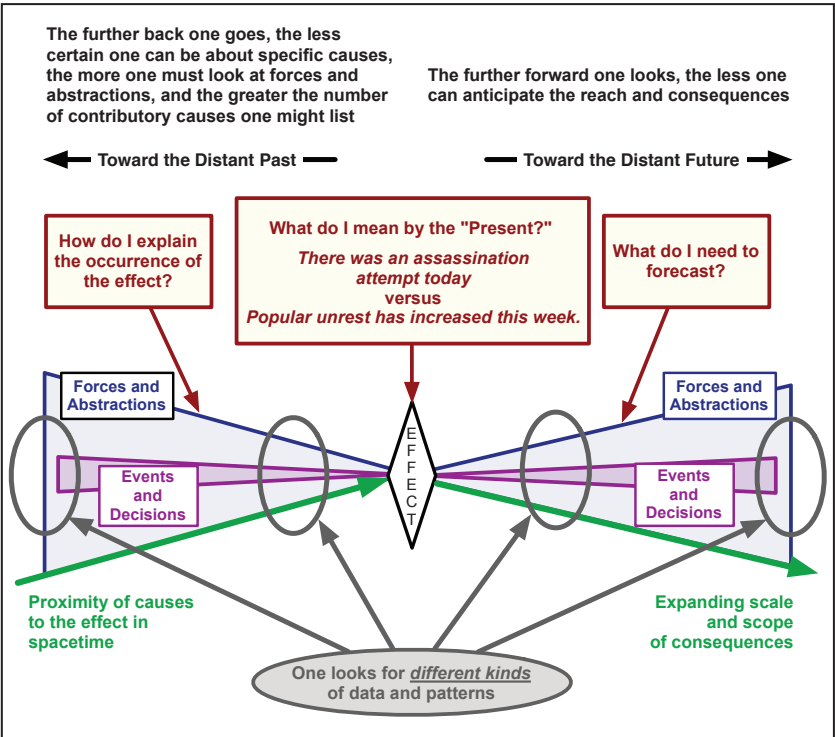 The further back one goes, the less
certain one can be about specific causes,
the more one must look at forces and
abstractions, and the greater the number
of contributory causes one might list
The further forward one looks, the less one
can anticipate the reach and consequences
Toward the Distant Past
Toward the Distant Future
How do I explain
the occurrence of
the effect?
What do I mean by the "Present?"
There was an assassination
attempt today
versus
Popular unrest has increased this week.
What do I need to
forecast?
Forces and
Abstractions
Events
and
Decisions
EFFECT
Forces and
Abstractions
Events
and
Decisions
Proximity of causes
to the effect in
spacetime
Expanding scale
and scope
of consequences
One looks for different kinds
of data and patterns